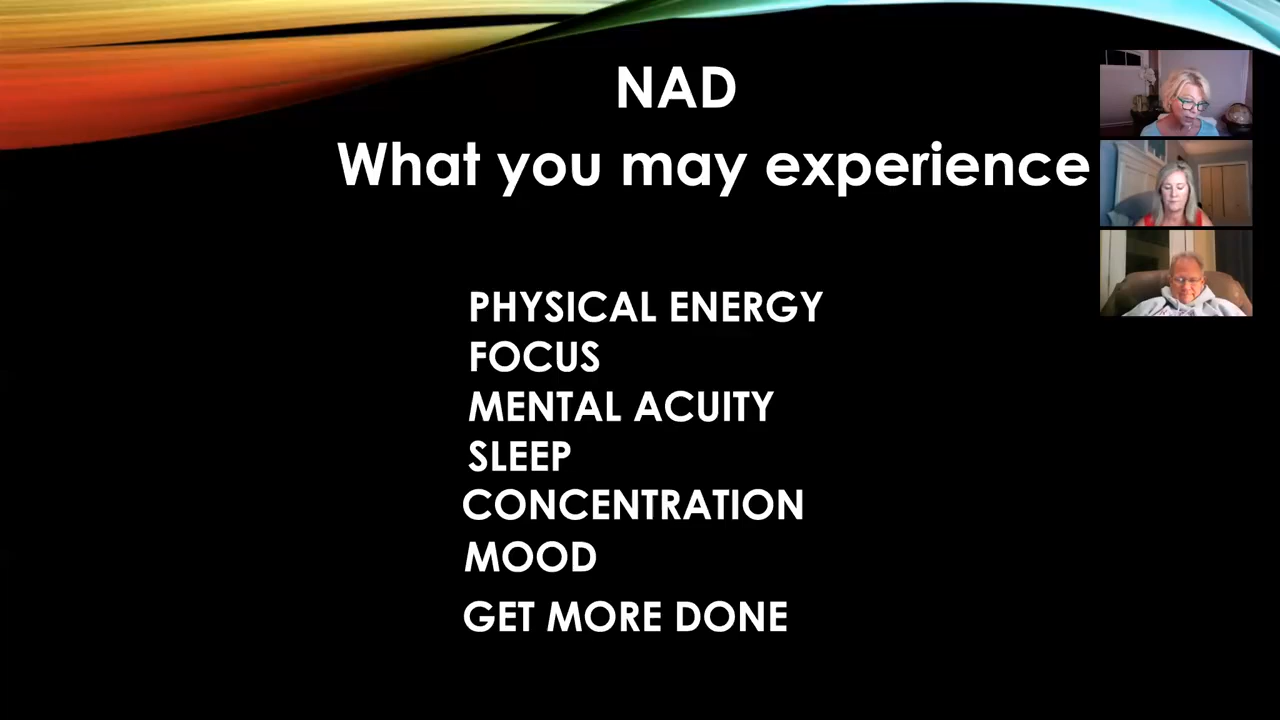 NAD
What you may experience
PHYSICAL ENERGY
FOCUS
MENTAL ACUITY
SLEEP
CONCENTRATION
MOOD
GET MORE DONE